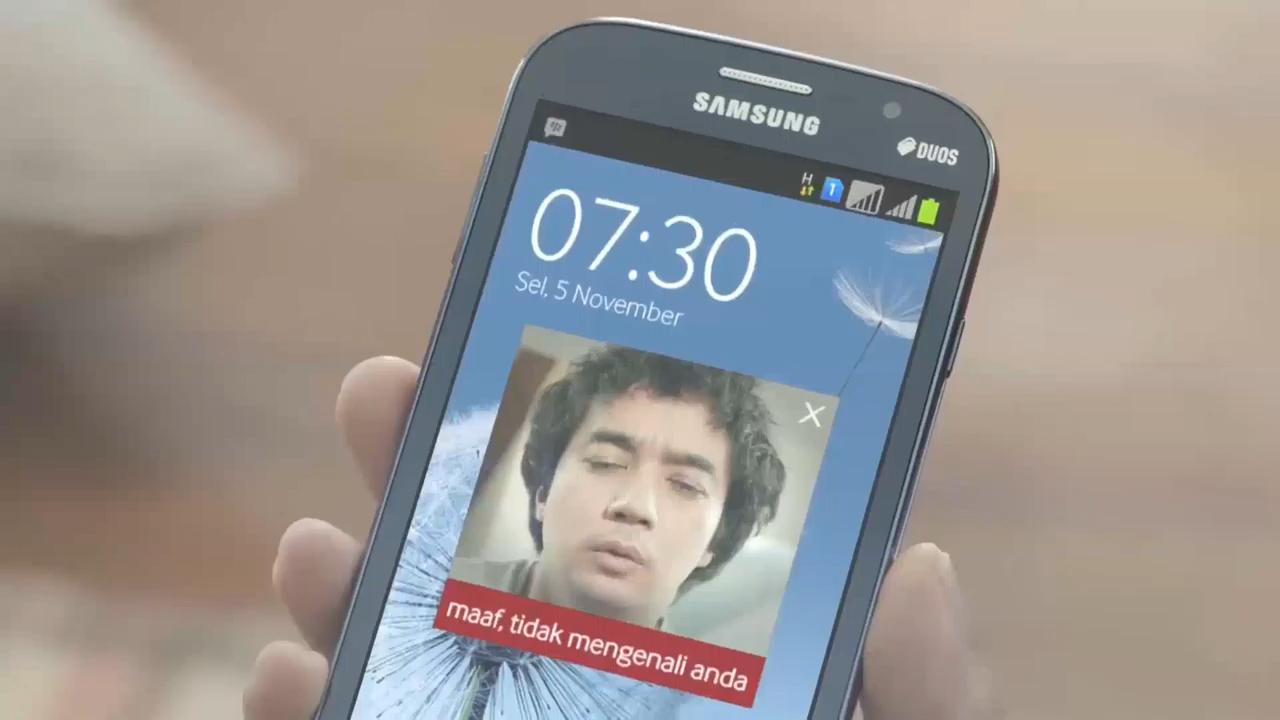 SAMSUNG
DUOS
H
1
07:30
Sel, 5 November
X
maaf, tidak mengenali anda